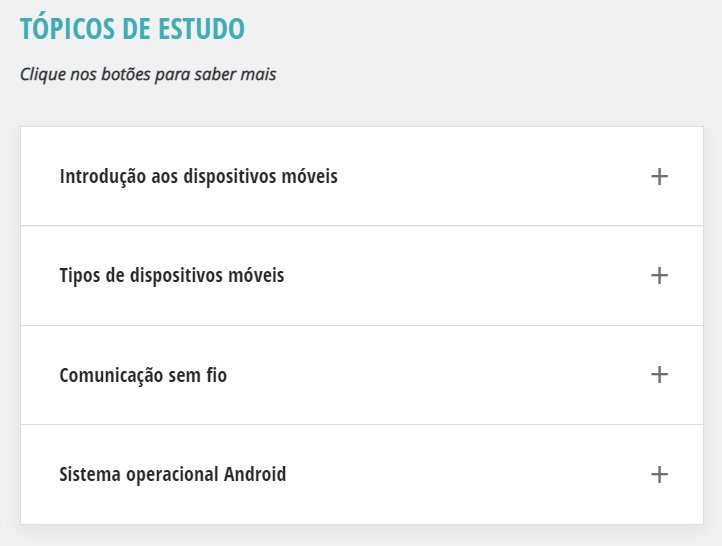 TÓPICOS DE ESTUDO
Clique nos botões para saber mais
Introdução aos dispositivos móveis
Tipos de dispositivos móveis
Comunicação sem fio
Sistema operacional Android